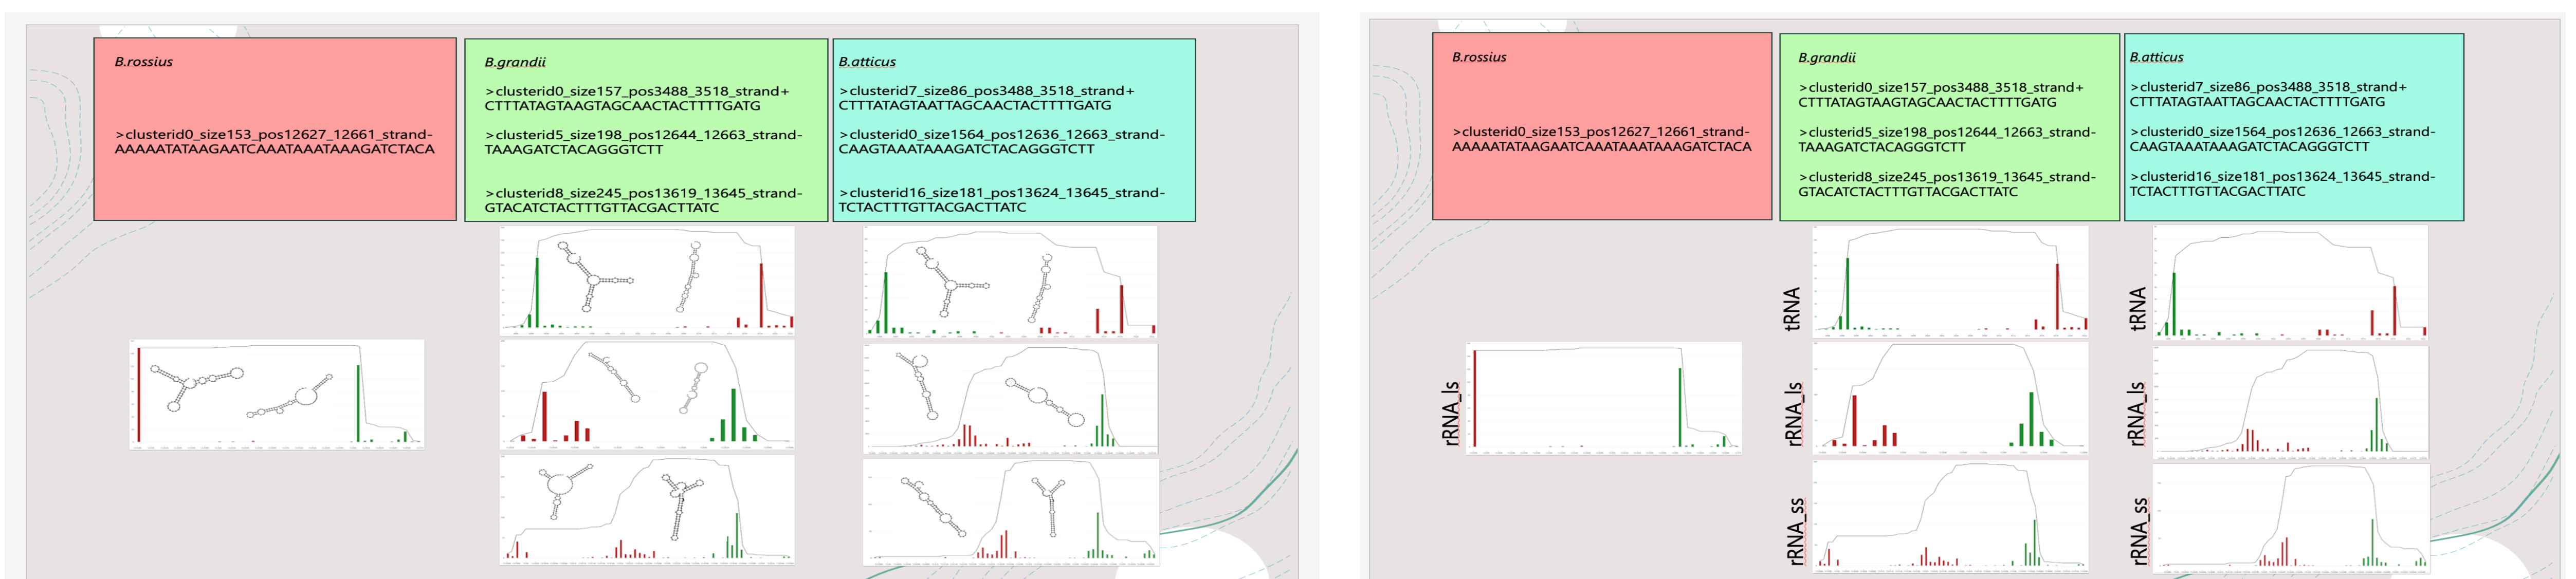 B.rossius
>clusterid0_size153_pos12627_12661_strand-
AAAAATATAAGAATCAAATAAATAAAGATCTACA
B.grandii
>clusterid0_size157_pos3488_3518_strand+
CTTTATAGTAAGTAGCAACTACTTTTGATG
>clusterid5_size198_pos12644_12663_strand-
TAAAGATCTACAGGGTCTT
>clusterid8_size245_pos13619_13645_strand-
GTACATCTACTTTGTTACGACTTATC
B.atticus
>clusterid7_size86_pos3488_3518_strand+
CTTTATAGTAATTAGCAACTACTTTTGATG
>clusterid0_size1564_pos12636_12663_strand-
CAAGTAAATAAAGATCTACAGGGTCTT
>clusterid16_size181_pos13624_13645_strand-
TCTACTTTGTTACGACTTATC
B.rossius
>clusterid0_size153_pos12627_12661_strand-
AAAAATATAAGAATCAAATAAATAAAGATCTACA
B.grandii
>clusterid0_size157_pos3488_3518_strand+
CTTTATAGTAAGTAGCAACTACTTTTGATG
>clusterid5_size198_pos12644_12663_strand-
TAAAGATCTACAGGGTCTT
>clusterid8_size245_pos13619_13645_strand-
GTACATCTACTTTGTTACGACTTATC
B.atticus
>clusterid7_size86_pos3488_3518_strand+
CTTTATAGTAATTAGCAACTACTTTTGATG
>clusterid0_size1564_pos12636_12663_strand-
CAAGTAAATAAAGATCTACAGGGTCTT
>clusterid16_size181_pos13624_13645_strand-
TCTACTTTGTTACGACTTATC
tRNA
tRNA
rRNA_ls
rRNA_ls
rRNA_ls
rRNA_ss
rRNA_ss